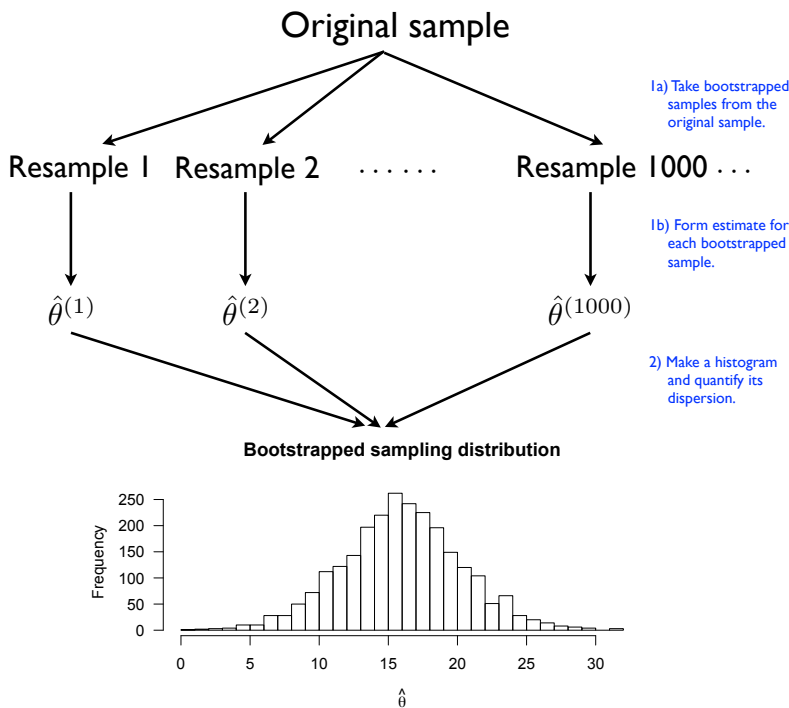 Original sample
1a) Take bootstrapped
samples from the
original sample.
Resample 1 Resample 2 ...... Resample 1000 ...
1b) Form estimate for
each bootstrapped
sample.
θ̂⁽¹⁾ θ̂⁽²⁾ θ̂⁽¹⁰⁰⁰⁾
2) Make a histogram
and quantify its
dispersion.
Bootstrapped sampling distribution
Frequency
250
200
150
100
50
0
0 5 10 15 20 25 30
θ̂